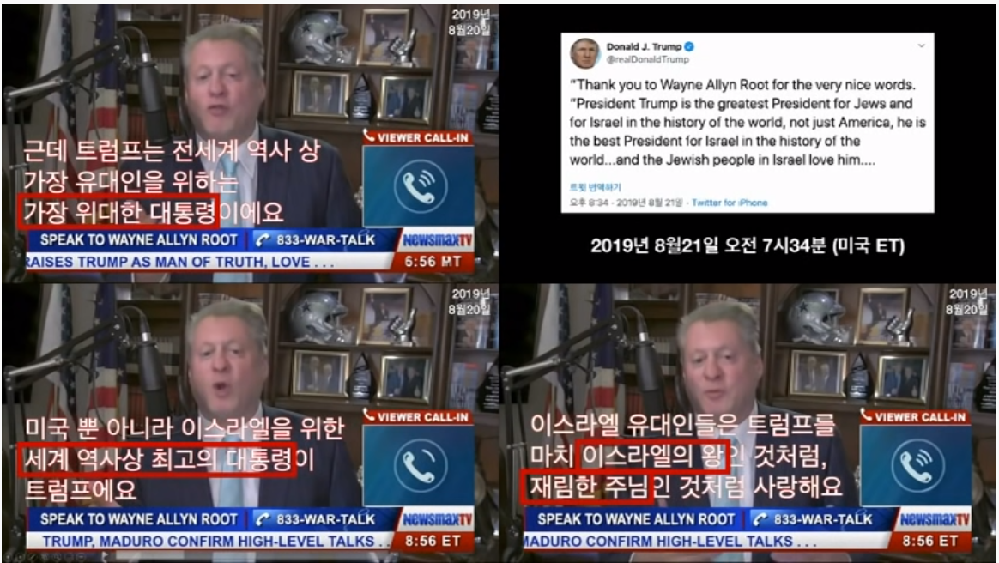 2019년
8월20일
근데 트럼프는 전세계 역사 상
가장 유대인을 위하는
가장 위대한 대통령이에요
VIEWER CALL-IN
SPEAK TO WAYNE ALLYN ROOT
833-WAR-TALK
NEWSMAXTV
RAISES TRUMP AS MAN OF TRUTH, LOVE . . .
6:56 MT
Donald J. Trump
@realDonaldTrump
“Thank you to Wayne Allyn Root for the very nice words.
“President Trump is the greatest President for Jews and
for Israel in the history of the world, not just America, he is
the best President for Israel in the history of the
world...and the Jewish people in Israel love him....
트윗 번역하기
오후 8:34 · 2019년 8월 21일 · Twitter for iPhone
2019년 8월21일 오전 7시34분 (미국 ET)
2019년
8월20일
미국 뿐 아니라 이스라엘을 위한
세계 역사상 최고의 대통령이
트럼프에요
VIEWER CALL-IN
SPEAK TO WAYNE ALLYN ROOT
833-WAR-TALK
NEWSMAXTV
TRUMP, MADURO CONFIRM HIGH-LEVEL TALKS . .
8:56 ET
2019년
8월20일
이스라엘 유대인들은 트럼프를
마치 이스라엘의 왕인 것처럼,
재림한 주님인 것처럼 사랑해요
VIEWER CALL-IN
SPEAK TO WAYNE ALLYN ROOT
833-WAR-TALK
NEWSMAXTV
MADURO CONFIRM HIGH-LEVEL TALKS . . .
8:56 ET